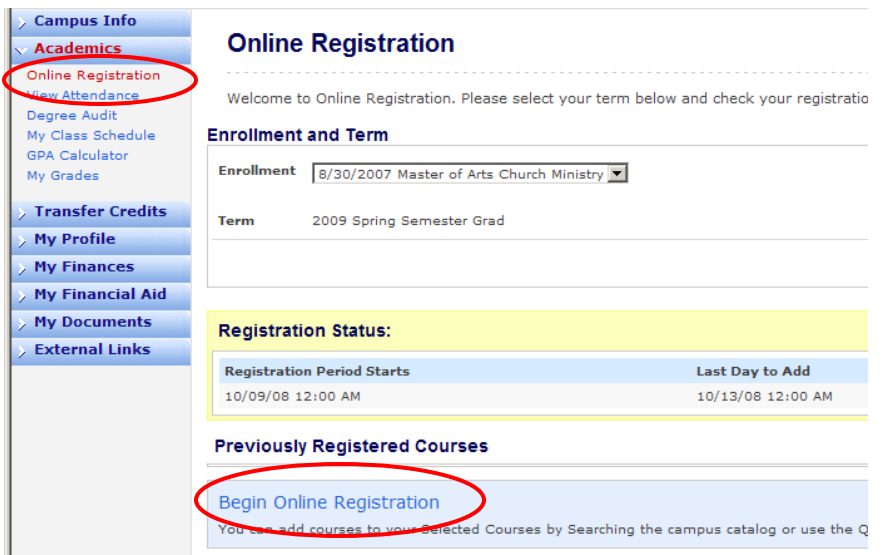 Campus Info
Academics
Online Registration
View Attendance
Degree Audit
My Class Schedule
GPA Calculator
My Grades
Transfer Credits
My Profile
My Finances
My Financial Aid
My Documents
External Links
Online Registration
Welcome to Online Registration. Please select your term below and check your registratio
Enrollment and Term
Enrollment 8/30/2007 Master of Arts Church Ministry
Term 2009 Spring Semester Grad
Registration Status:
Registration Period Starts Last Day to Add
10/09/08 12:00 AM 10/13/08 12:00 AM
Previously Registered Courses
Begin Online Registration
You can add courses to your Selected Courses by Searching the campus catalog or use the Q